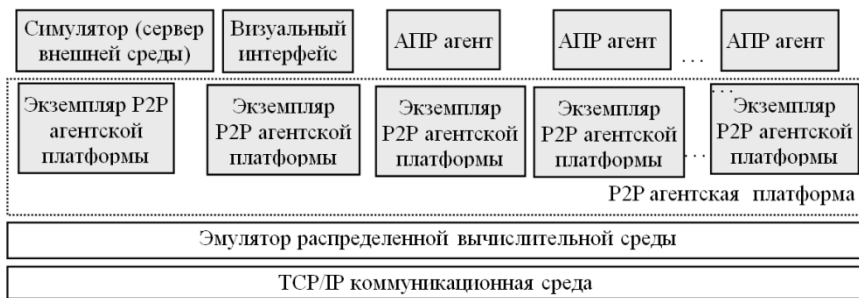 Симулятор (сервер
внешней среды)
Визуальный
интерфейс
АПР агент
АПР агент
...
АПР агент
Экземпляр P2P
агентской
платформы
Экземпляр
P2P агентской
платформы
Экземпляр
P2P агентской
платформы
Экземпляр
P2P агентской
платформы
...
...
Экземпляр
P2P агентской
платформы
P2P агентская платформа
Эмулятор распределенной вычислительной среды
TCP/IP коммуникационная среда